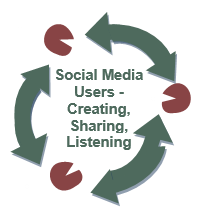 Social Media
Users -
Creating,
Sharing,
Listening